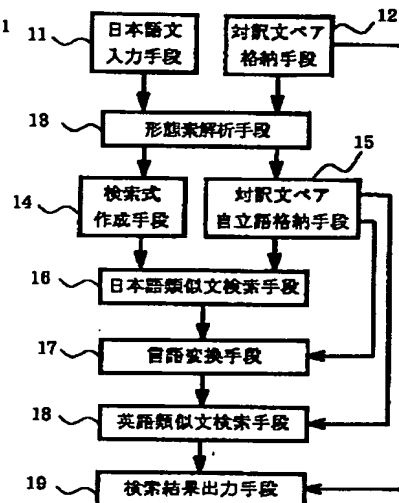 1
11
日本語文
入力手段
対訳文ペア
格納手段
12
18
形態素解析手段
15
14
検索式
作成手段
対訳文ペア
自立語格納手段
16
日本語類似文検索手段
17
言語変換手段
18
英語類似文検索手段
19
検索結果出力手段